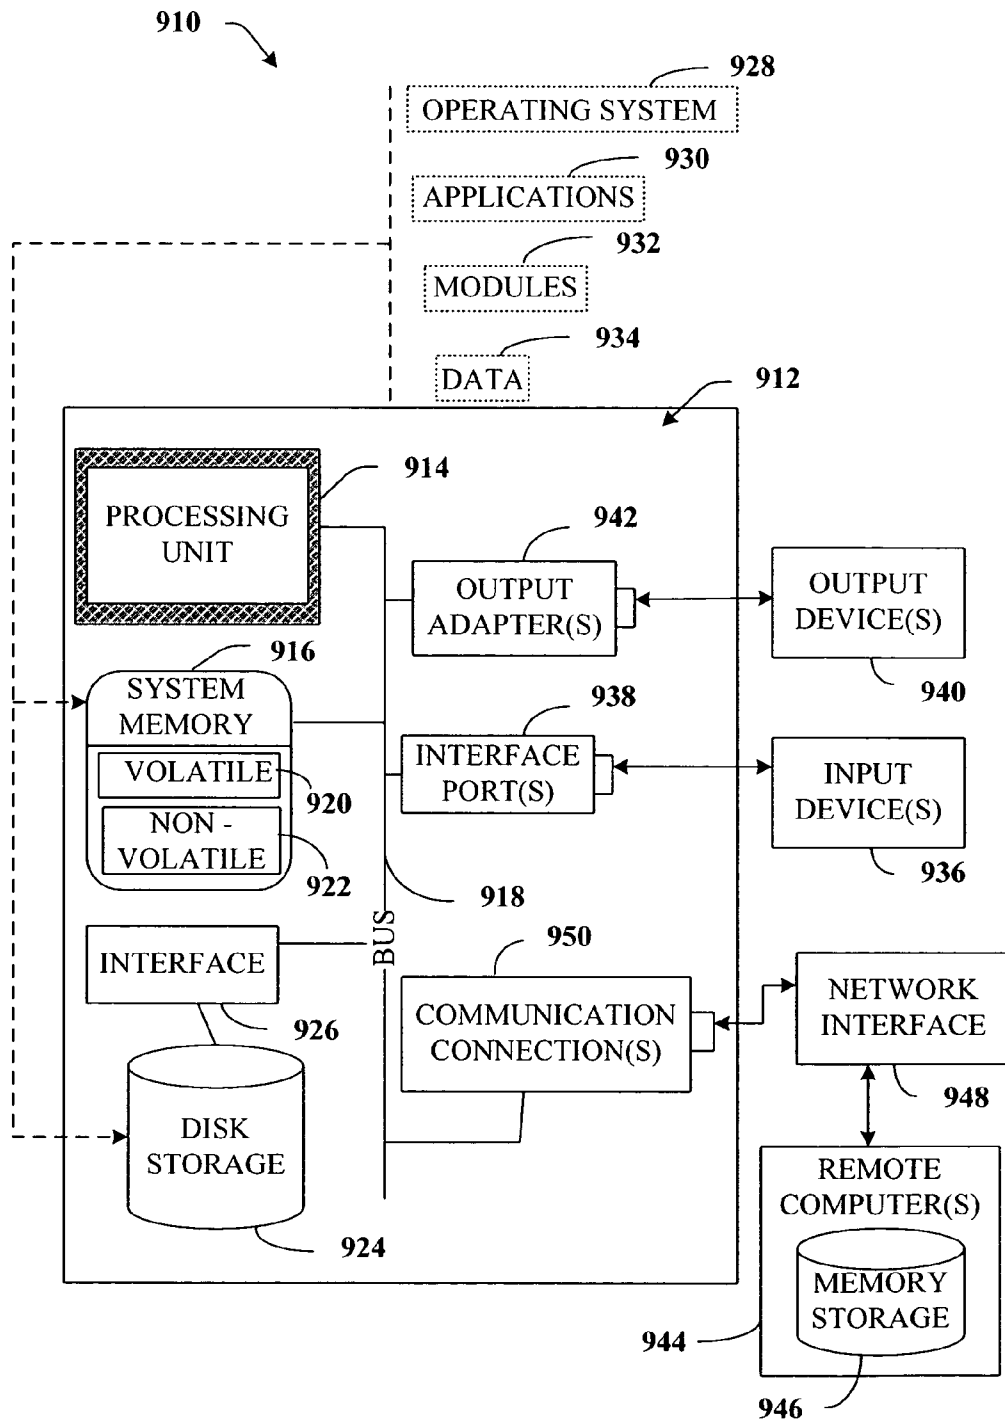 910
928
OPERATING SYSTEM
930
APPLICATIONS
932
MODULES
934
DATA
912
914
PROCESSING
UNIT
942
OUTPUT
ADAPTER(S)
OUTPUT
DEVICE(S)
940
916
SYSTEM
MEMORY
VOLATILE
920
NON -
VOLATILE
922
938
INTERFACE
PORT(S)
INPUT
DEVICE(S)
936
918
BUS
INTERFACE
926
950
COMMUNICATION
CONNECTION(S)
NETWORK
INTERFACE
948
DISK
STORAGE
924
REMOTE
COMPUTER(S)
MEMORY
STORAGE
944
946